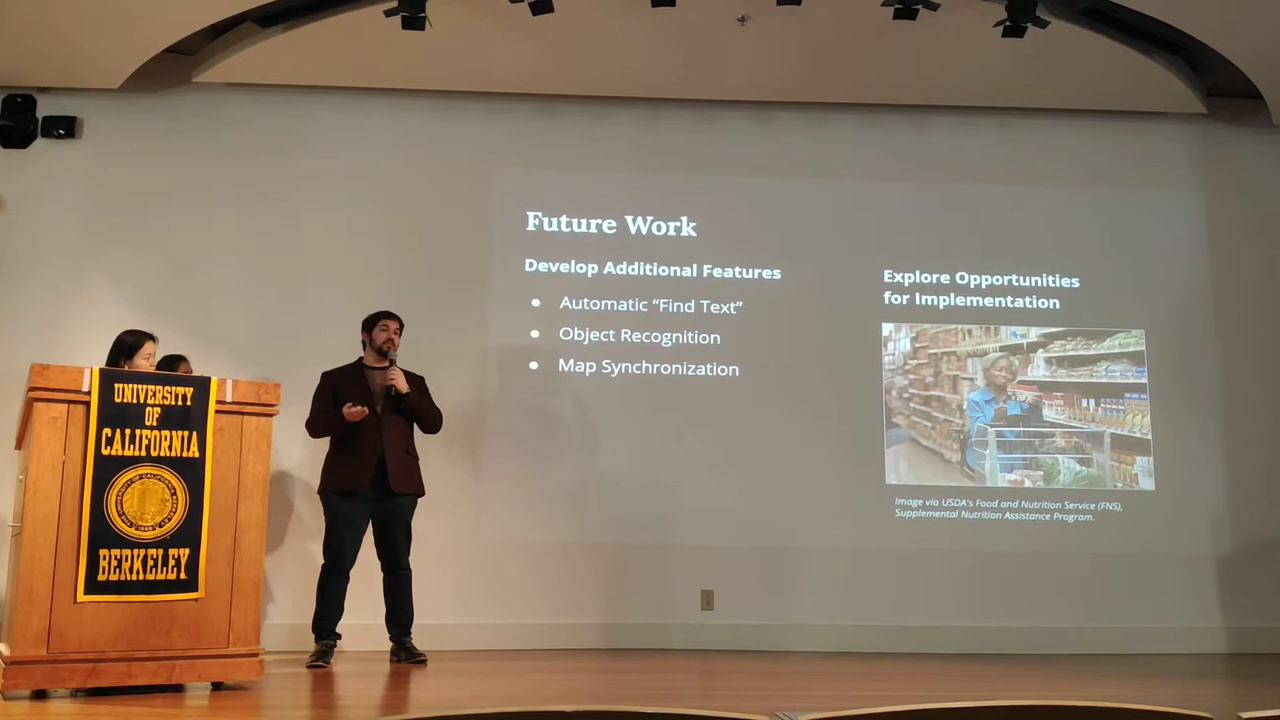 UNIVERSITY
OF
CALIFORNIA
BERKELEY
Future Work
Develop Additional Features
● Automatic “Find Text”
● Object Recognition
● Map Synchronization
Explore Opportunities
for Implementation
Image via USDA's Food and Nutrition Service (FNS),
Supplemental Nutrition Assistance Program.